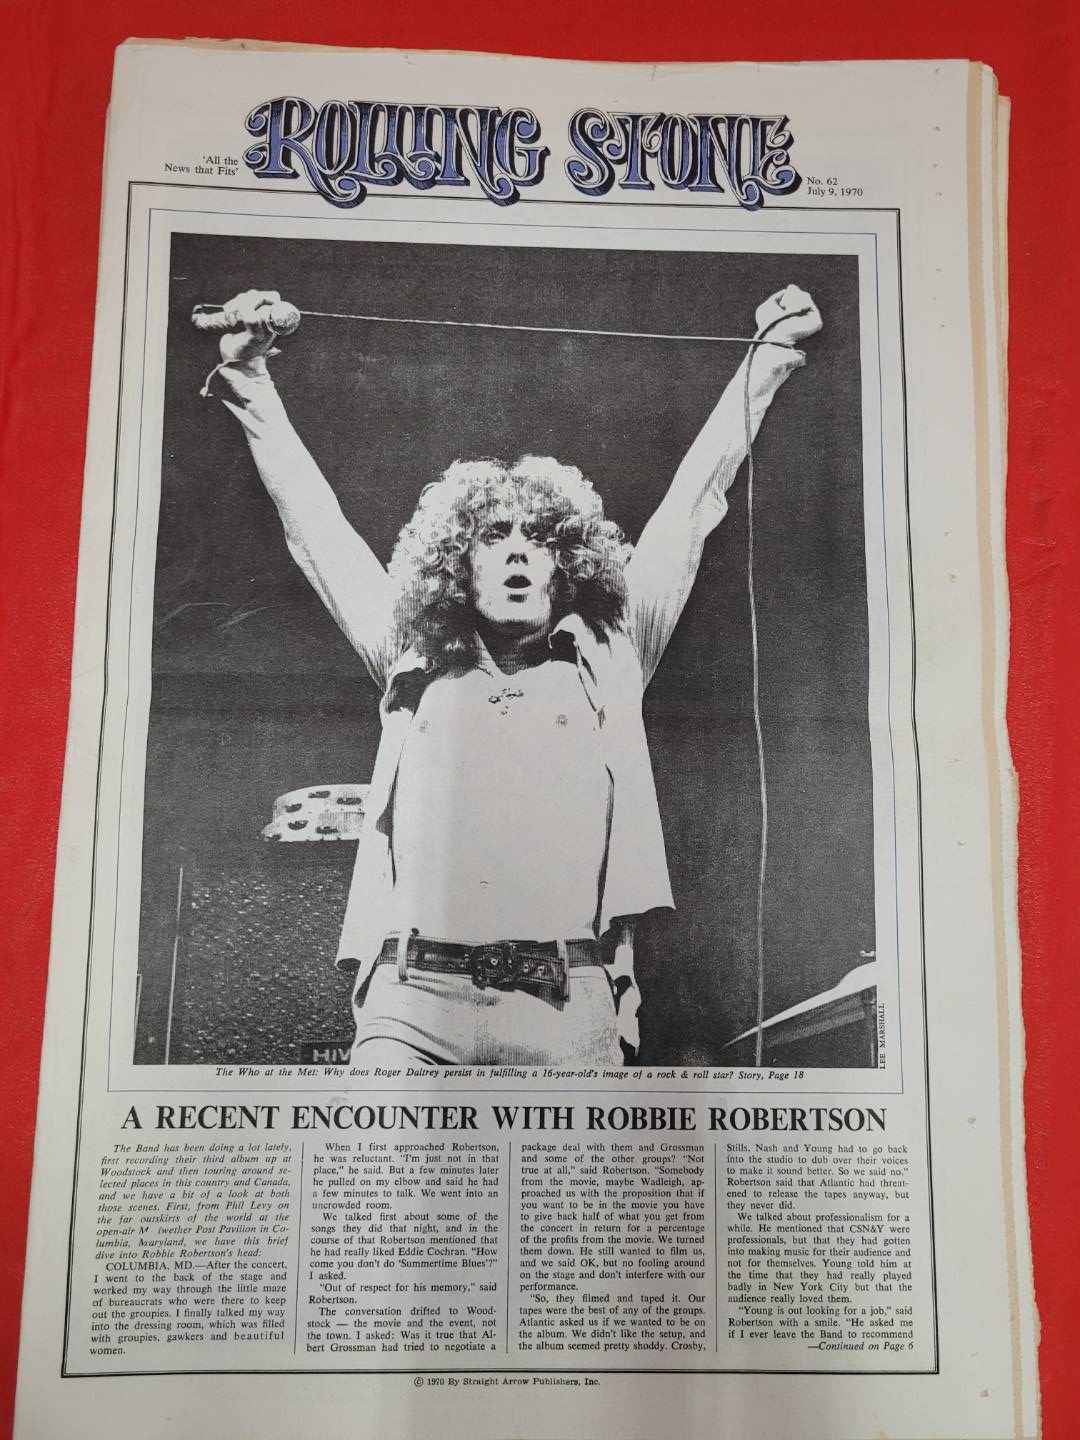 'All the
News that Fits'
ROLLING STONE
No. 62
July 9, 1970
HIW
LEE MARSHALL
The Who at the Met: Why does Roger Daltrey persist in fulfilling a 16-year-old's image of a rock & roll star? Story, Page 18
A RECENT ENCOUNTER WITH ROBBIE ROBERTSON
The Band has been doing a lot lately,
first recording their third album up at
Woodstock and then touring around se-
lected places in this country and Canada,
and we have a bit of a look at both
those scenes. First, from Phil Levy on
the far outskirts of the world at the
open-air M iwether Post Pavilion in Co-
lumbia, Maryland, we have this brief
dive into Robbie Robertson's head:
COLUMBIA, MD.—After the concert,
I went to the back of the stage and
worked my way through the little maze
of bureaucrats who were there to keep
out the groupies. I finally talked my way
into the dressing room, which was filled
with groupies, gawkers and beautiful
women.
When I first approached Robertson,
he was reluctant. "I'm just not in that
place," he said. But a few minutes later
he pulled on my elbow and said he had
a few minutes to talk. We went into an
uncrowded room.
We talked first about some of the
songs they did that night, and in the
course of that Robertson mentioned that
he had really liked Eddie Cochran. "How
come you don't do 'Summertime Blues'?"
I asked.
"Out of respect for his memory," said
Robertson.
The conversation drifted to Wood-
stock — the movie and the event, not
the town. I asked: Was it true that Al-
bert Grossman had tried to negotiate a
package deal with them and Grossman
and some of the other groups? "Not
true at all," said Robertson. "Somebody
from the movie, maybe Wadleigh, ap-
proached us with the proposition that if
you want to be in the movie you have
to give back half of what you get from
the concert in return for a percentage
of the profits from the movie. We turned
them down. He still wanted to film us,
and we said OK, but no fooling around
on the stage and don't interfere with our
performance.
"So, they filmed and taped it. Our
tapes were the best of any of the groups.
Atlantic asked us if we wanted to be on
the album. We didn't like the setup, and
the album seemed pretty shoddy. Crosby,
Stills, Nash and Young had to go back
into the studio to dub over their voices
to make it sound better. So we said no."
Robertson said that Atlantic had threat-
ened to release the tapes anyway, but
they never did.
We talked about professionalism for a
while. He mentioned that CSN&Y were
professionals, but that they had gotten
into making music for their audience and
not for themselves. Young told him at
the time that they had really played
badly in New York City but that the
audience really loved them.
"Young is out looking for a job," said
Robertson with a smile. "He asked me
if I ever leave the Band to recommend
—Continued on Page 6
© 1970 By Straight Arrow Publishers, Inc.